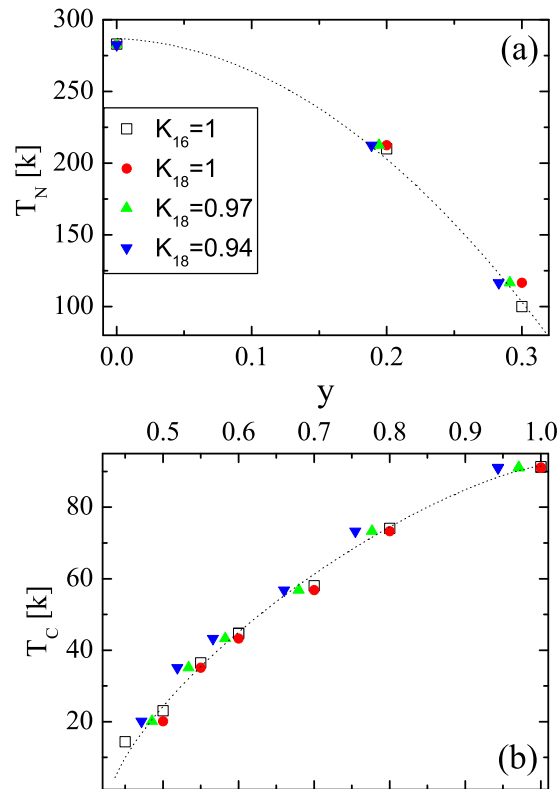 (a)
300
250
200
150
100
T_N [k]
K_16=1
K_18=1
K_18=0.97
K_18=0.94
0.0 0.1 0.2 0.3
y
0.5 0.6 0.7 0.8 0.9 1.0
80
60
40
20
T_C [k]
(b)